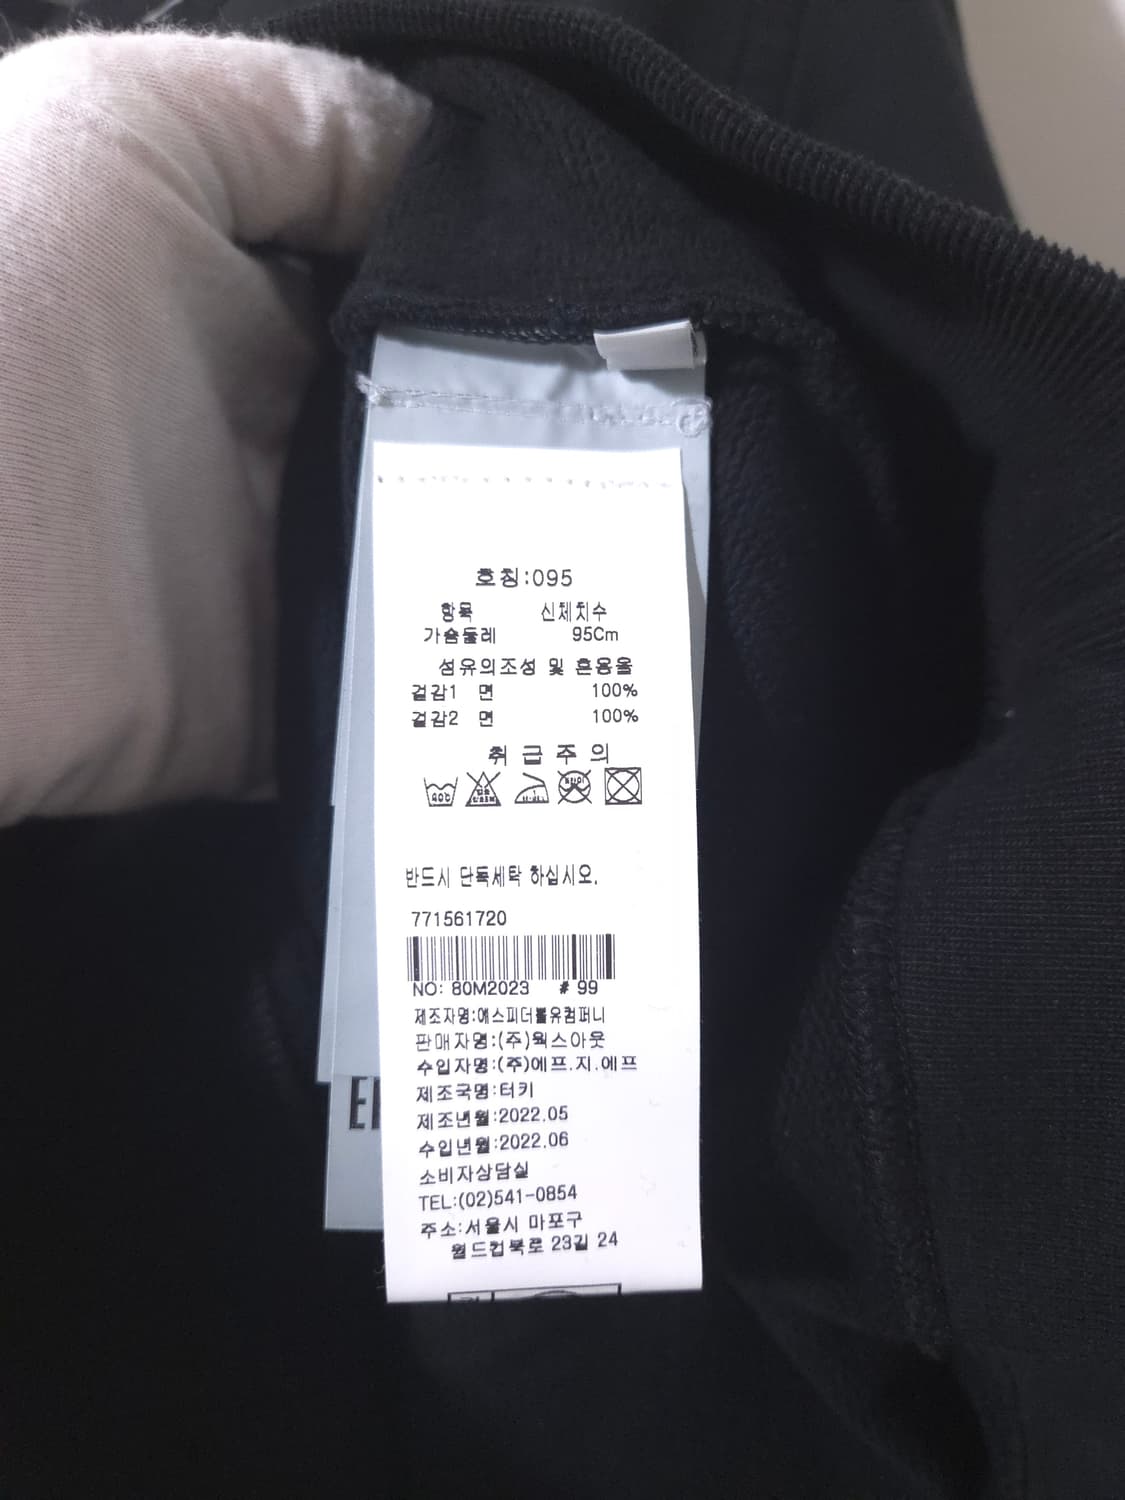 호칭:095
항목 신체치수
가슴둘레 95Cm
섬유의조성 및 혼용율
겉감1 면 100%
겉감2 면 100%
취 급 주 의
40℃
반드시 단독세탁 하십시오.
771561720
NO: 80M2023 # 99
제조자명:에스피더블유컴퍼니
판매자명:(주)웍스아웃
수입자명:(주)에프.지.에프
제조국명:터키
제조년월:2022.05
수입년월:2022.06
소비자상담실
TEL:(02)541-0854
주소:서울시 마포구
월드컵북로 23길 24